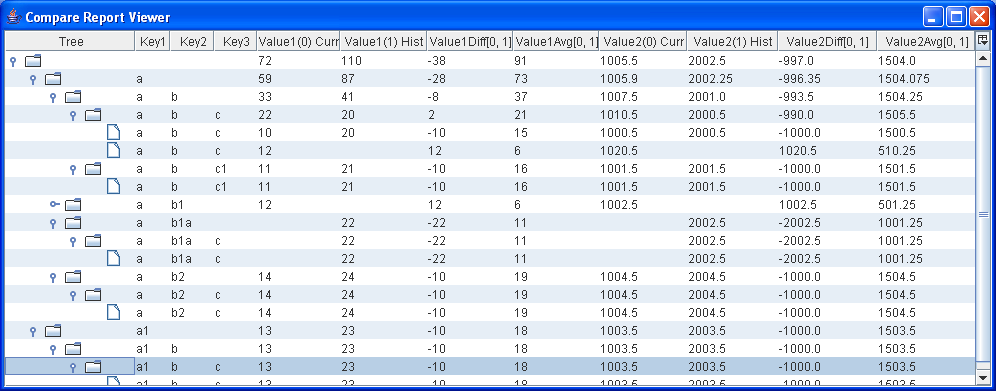 Compare Report Viewer
Tree Key1 Key2 Key3 Value1(0) Curr Value1(1) Hist Value1Diff[0, 1] Value1Avg[0, 1] Value2(0) Curr Value2(1) Hist Value2Diff[0, 1] Value2Avg[0, 1]
72 110 -38 91 1005.5 2002.5 -997.0 1504.0
a 59 87 -28 73 1005.9 2002.25 -996.35 1504.075
a b 33 41 -8 37 1007.5 2001.0 -993.5 1504.25
a b c 22 20 2 21 1010.5 2000.5 -990.0 1505.5
a b c 10 20 -10 15 1000.5 2000.5 -1000.0 1500.5
a b c 12 12 6 1020.5 1020.5 510.25
a b c1 11 21 -10 16 1001.5 2001.5 -1000.0 1501.5
a b c1 11 21 -10 16 1001.5 2001.5 -1000.0 1501.5
a b1 12 12 6 1002.5 1002.5 501.25
a b1a 22 -22 11 2002.5 -2002.5 1001.25
a b1a c 22 -22 11 2002.5 -2002.5 1001.25
a b1a c 22 -22 11 2002.5 -2002.5 1001.25
a b2 14 24 -10 19 1004.5 2004.5 -1000.0 1504.5
a b2 c 14 24 -10 19 1004.5 2004.5 -1000.0 1504.5
a b2 c 14 24 -10 19 1004.5 2004.5 -1000.0 1504.5
a1 13 23 -10 18 1003.5 2003.5 -1000.0 1503.5
a1 b 13 23 -10 18 1003.5 2003.5 -1000.0 1503.5
a1 b c 13 23 -10 18 1003.5 2003.5 -1000.0 1503.5
a1 b c 13 23 -10 18 1003.5 2003.5 -1000.0 1503.5